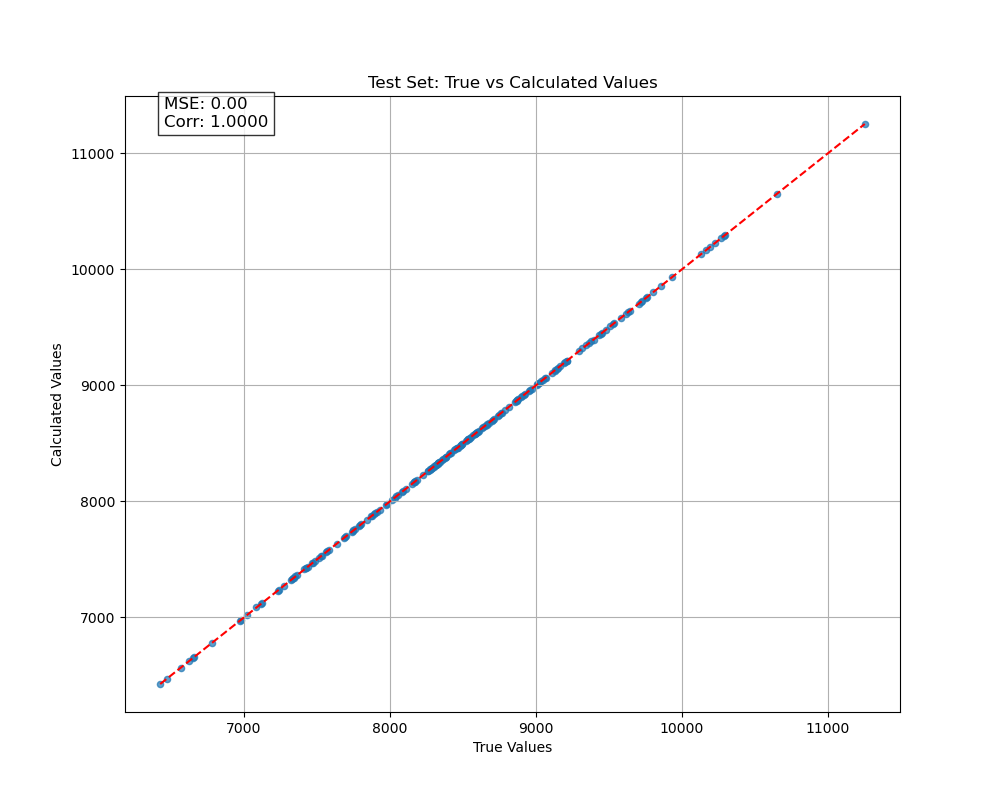 Test Set: True vs Calculated Values
MSE: 0.00
Corr: 1.0000
11000
10000
9000
8000
7000
Calculated Values
7000 8000 9000 10000 11000
True Values